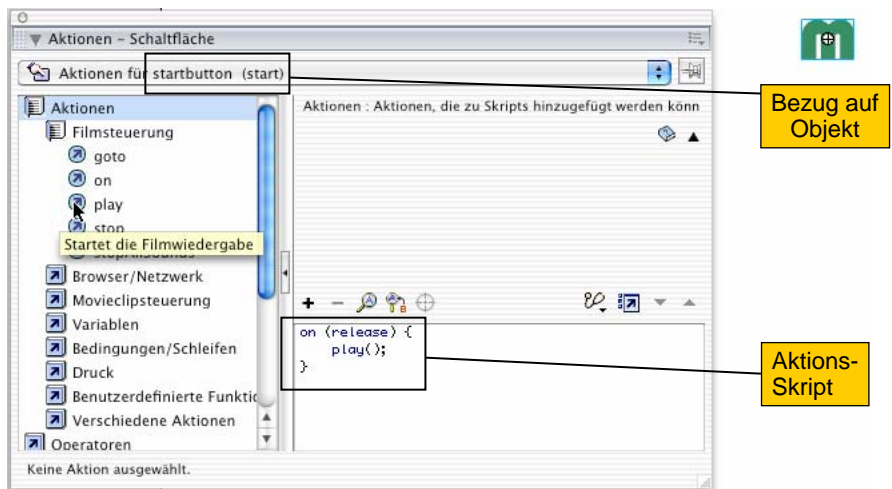 Aktionen – Schaltfläche
Aktionen für startbutton (start)
Bezug auf
Objekt
Aktionen
Filmsteuerung
goto
on
play
stop
Startet die Filmwiedergabe
Browser/Netzwerk
Movieclipsteuerung
Variablen
Bedingungen/Schleifen
Druck
Benutzerdefinierte Funktio
Verschiedene Aktionen
Operatoren
Aktionen : Aktionen, die zu Skripts hinzugefügt werden könn
on (release) {
play();
}
Aktions-
Skript
Keine Aktion ausgewählt.